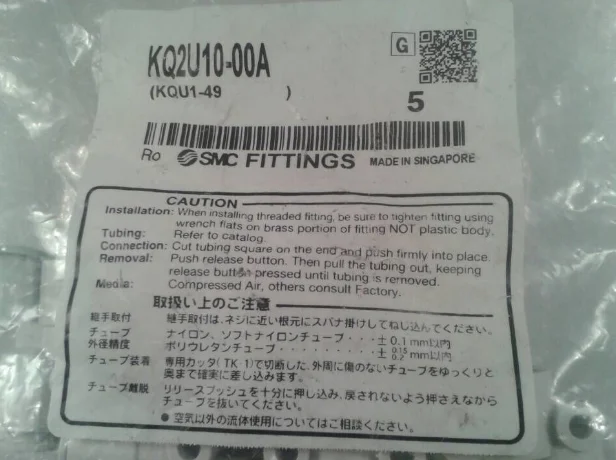 KQ2U10-00A
G
(KQU1-49 )
5
Ro SMC FITTINGS MADE IN SINGAPORE
CAUTION
Installation: When installing threaded fitting, be sure to tighten fitting using
wrench flats on brass portion of fitting NOT plastic body.
Tubing: Refer to catalog.
Connection: Cut tubing square on the end and push firmly into place.
Removal: Push release button. Then pull the tubing out, keeping
release button pressed until tubing is removed.
Media: Compressed Air, others consult Factory.
取扱い上のご注意
継手取付 継手取付は、ネジに近い根元にスパナ掛けしてねじ込んてください。
チューブ ナイロン、ソフトナイロンチューブ・・・± 0.1 mm以内
外径精度 ポリウレタンチューブ・・・・・・・・・± 0.15 0.2 mm以内
チューブ装着 専用カッタ( TK-1)で切断した、外周に傷のないチューブをゆっくりと
奥まで確実に差し込みます。
チューブ離脱 リリースブッシュを十分に押し込み、戻されないよう押さえながら
チューブを抜いてください。
● 空気以外の流体使用についてはご相談ください。